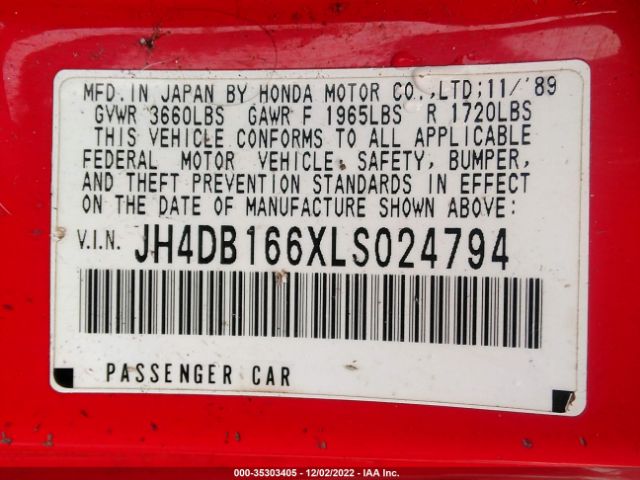 MFD. IN JAPAN BY HONDA MOTOR CO.,LTD;11/'89
GVWR 3660LBS GAWR F 1965LBS R 1720LBS
THIS VEHICLE CONFORMS TO ALL APPLICABLE
FEDERAL MOTOR VEHICLE, SAFETY, BUMPER,
AND THEFT PREVENTION STANDARDS IN EFFECT
ON THE DATE OF MANUFACTURE SHOWN ABOVE:
V.I.N. JH4DB166XLS024794
PASSENGER CAR
000-35303405 - 12/02/2022 - IAA Inc.